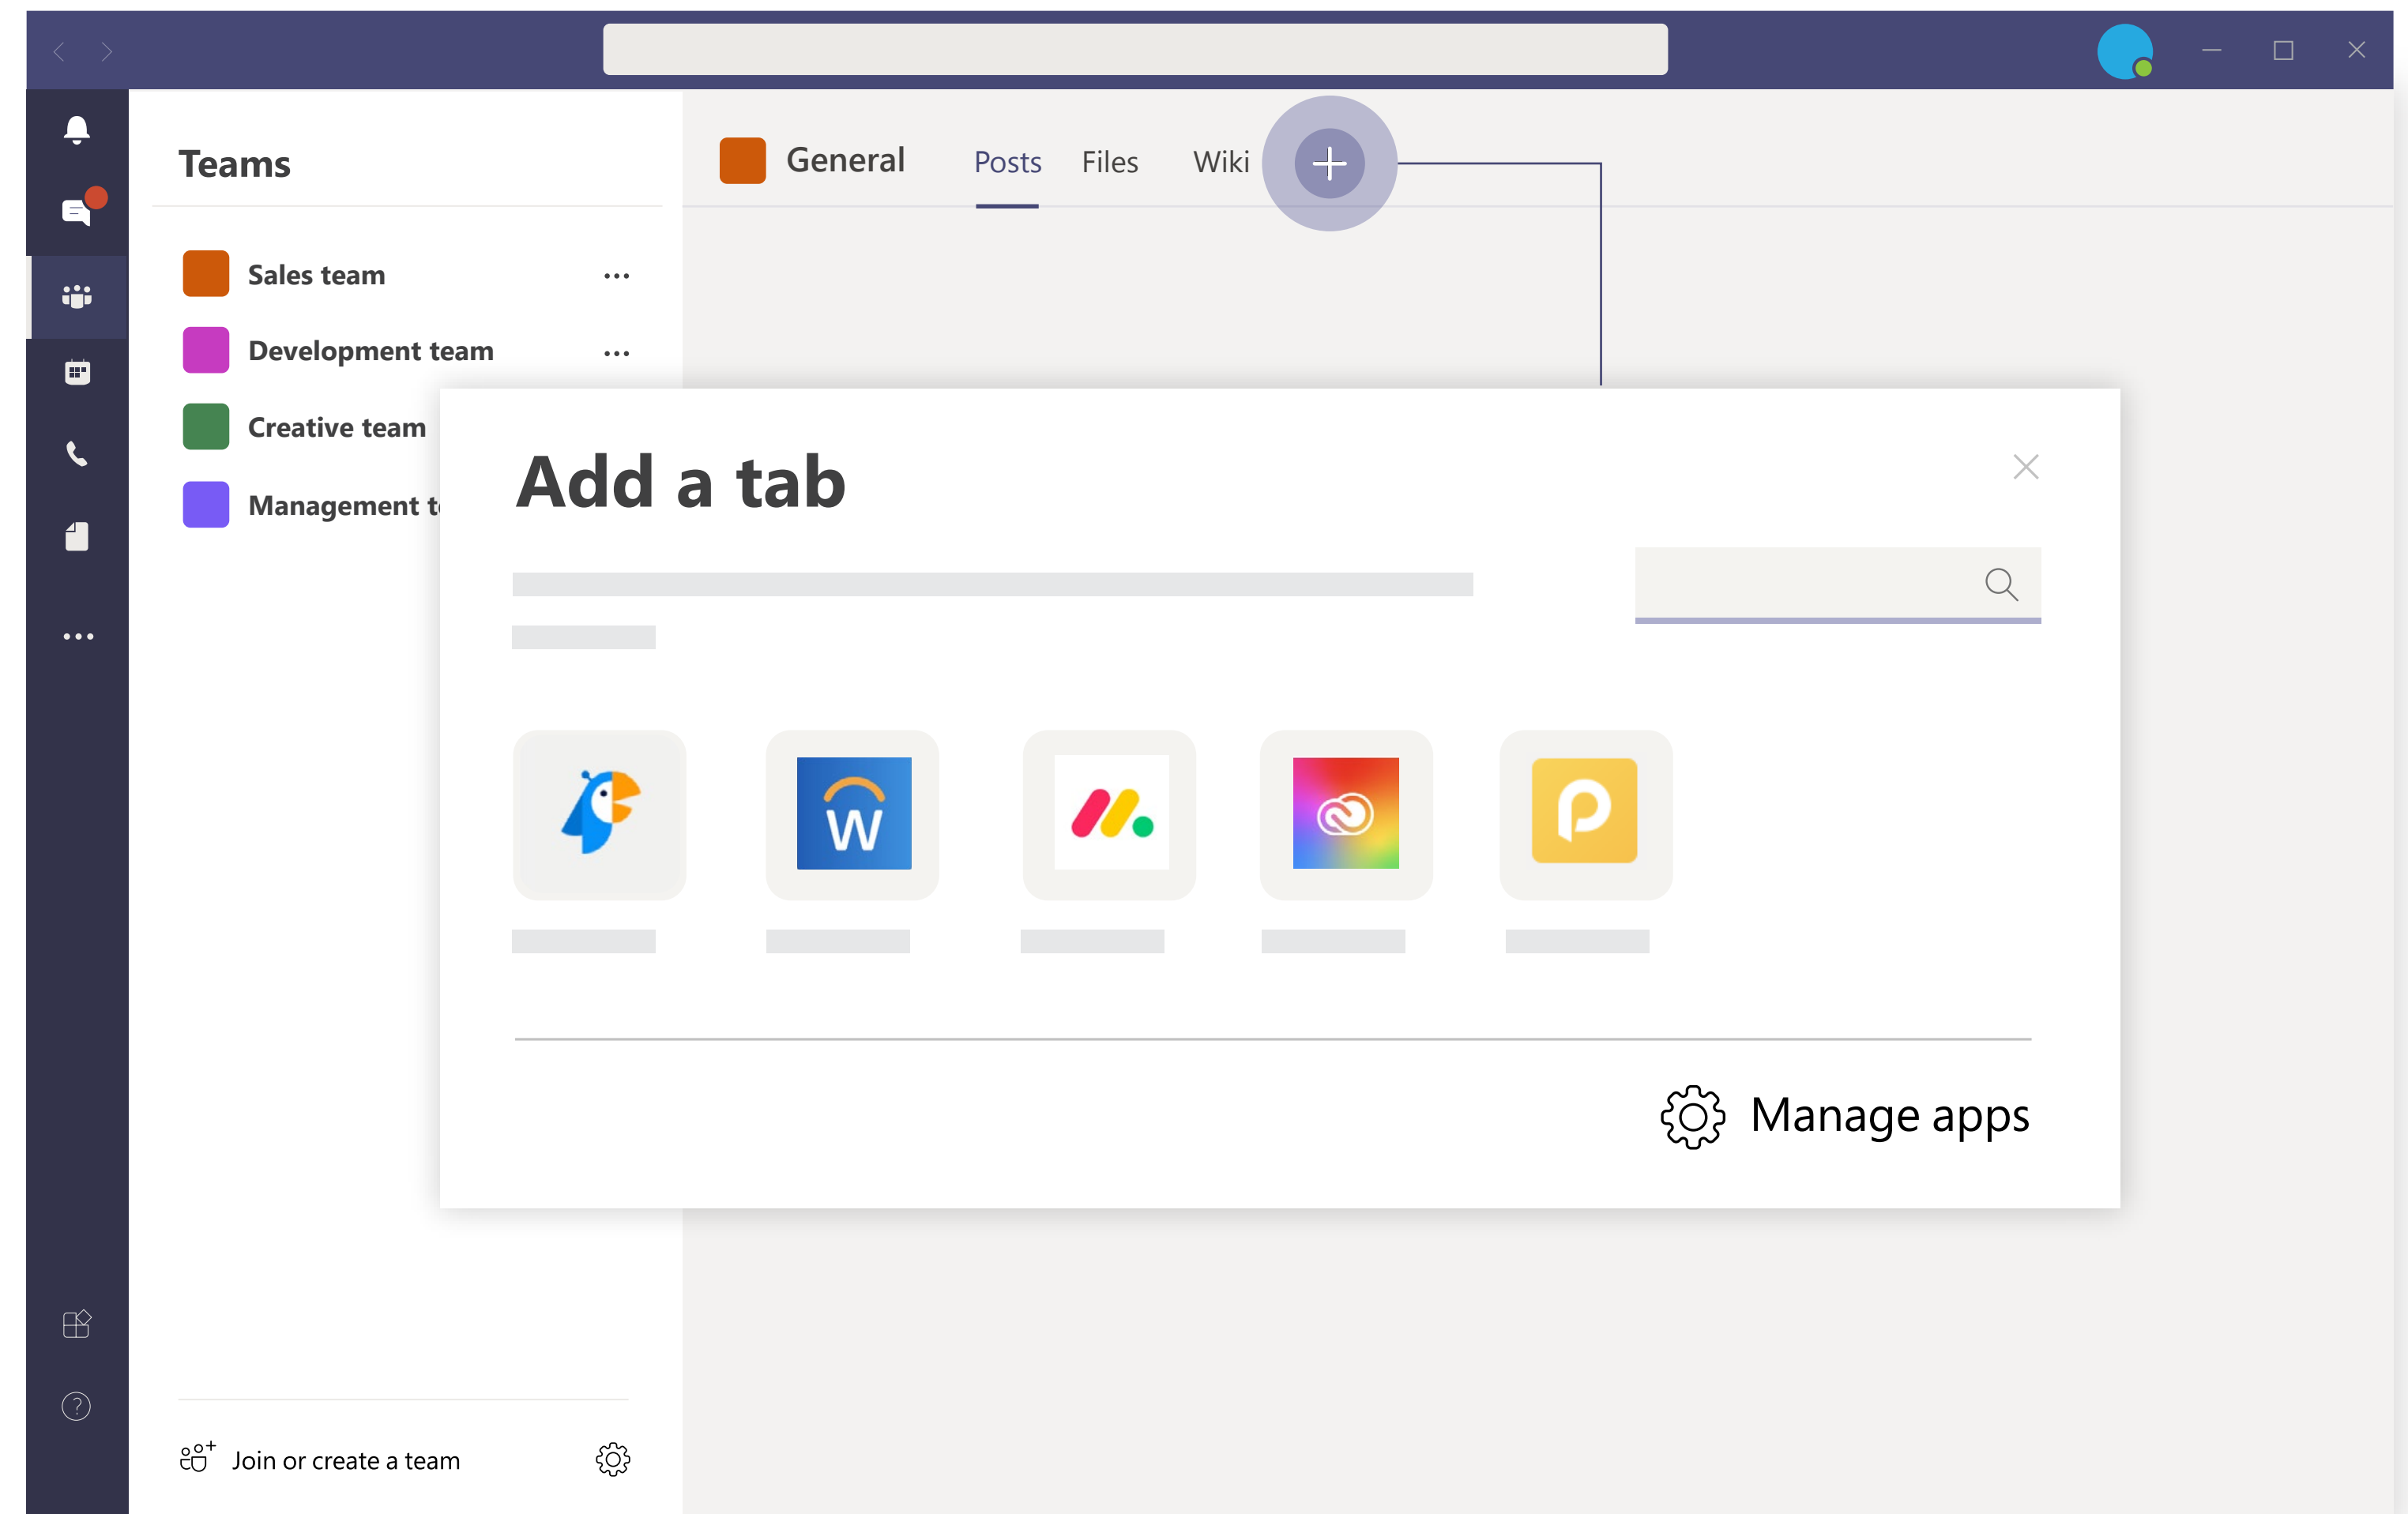 Teams
General Posts Files Wiki
Sales team
Development team
Creative team
Management
Add a tab
W
Manage apps
Join or create a team